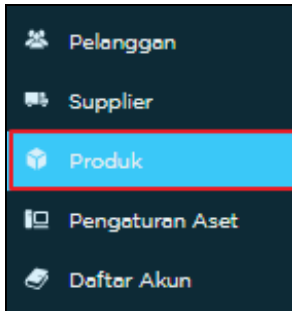 Pelanggan
Supplier
Produk
Pengaturan Aset
Daftar Akun